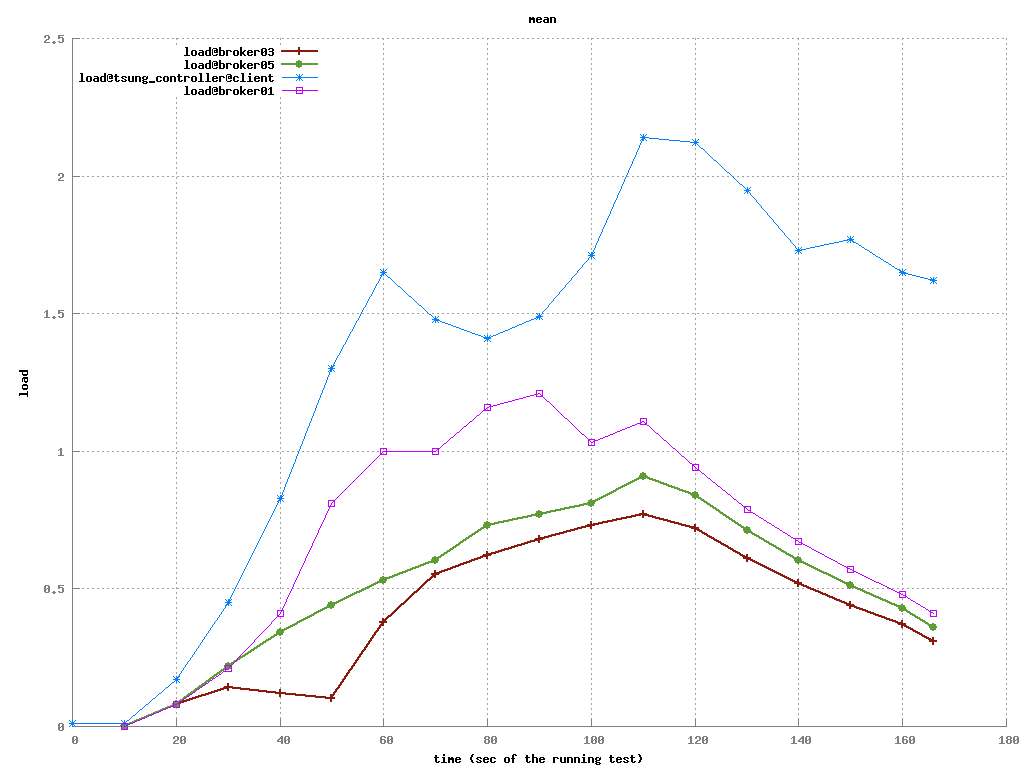 mean
2.5
2
1.5
1
0.5
0
load
load@broker03
load@broker05
load@tsung_controller@client
load@broker01
0 20 40 60 80 100 120 140 160 180
time (sec of the running test)